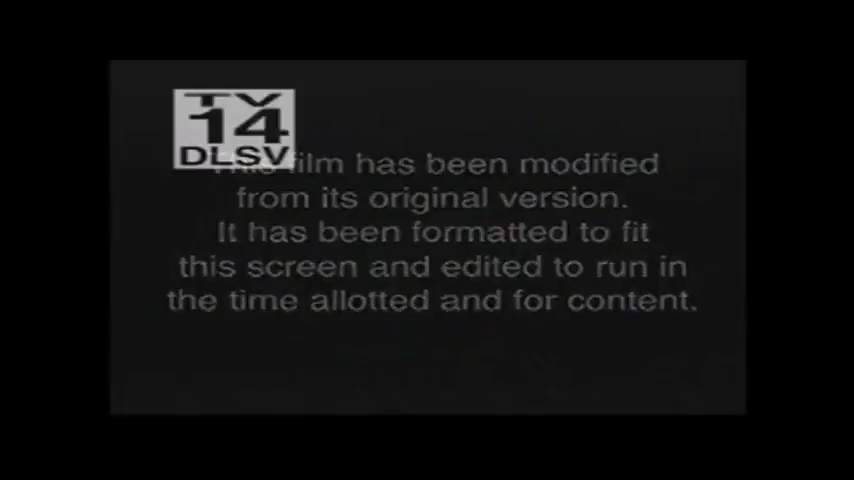 TV
14
DLSV
This film has been modified
from its original version.
It has been formatted to fit
this screen and edited to run in
the time allotted and for content.